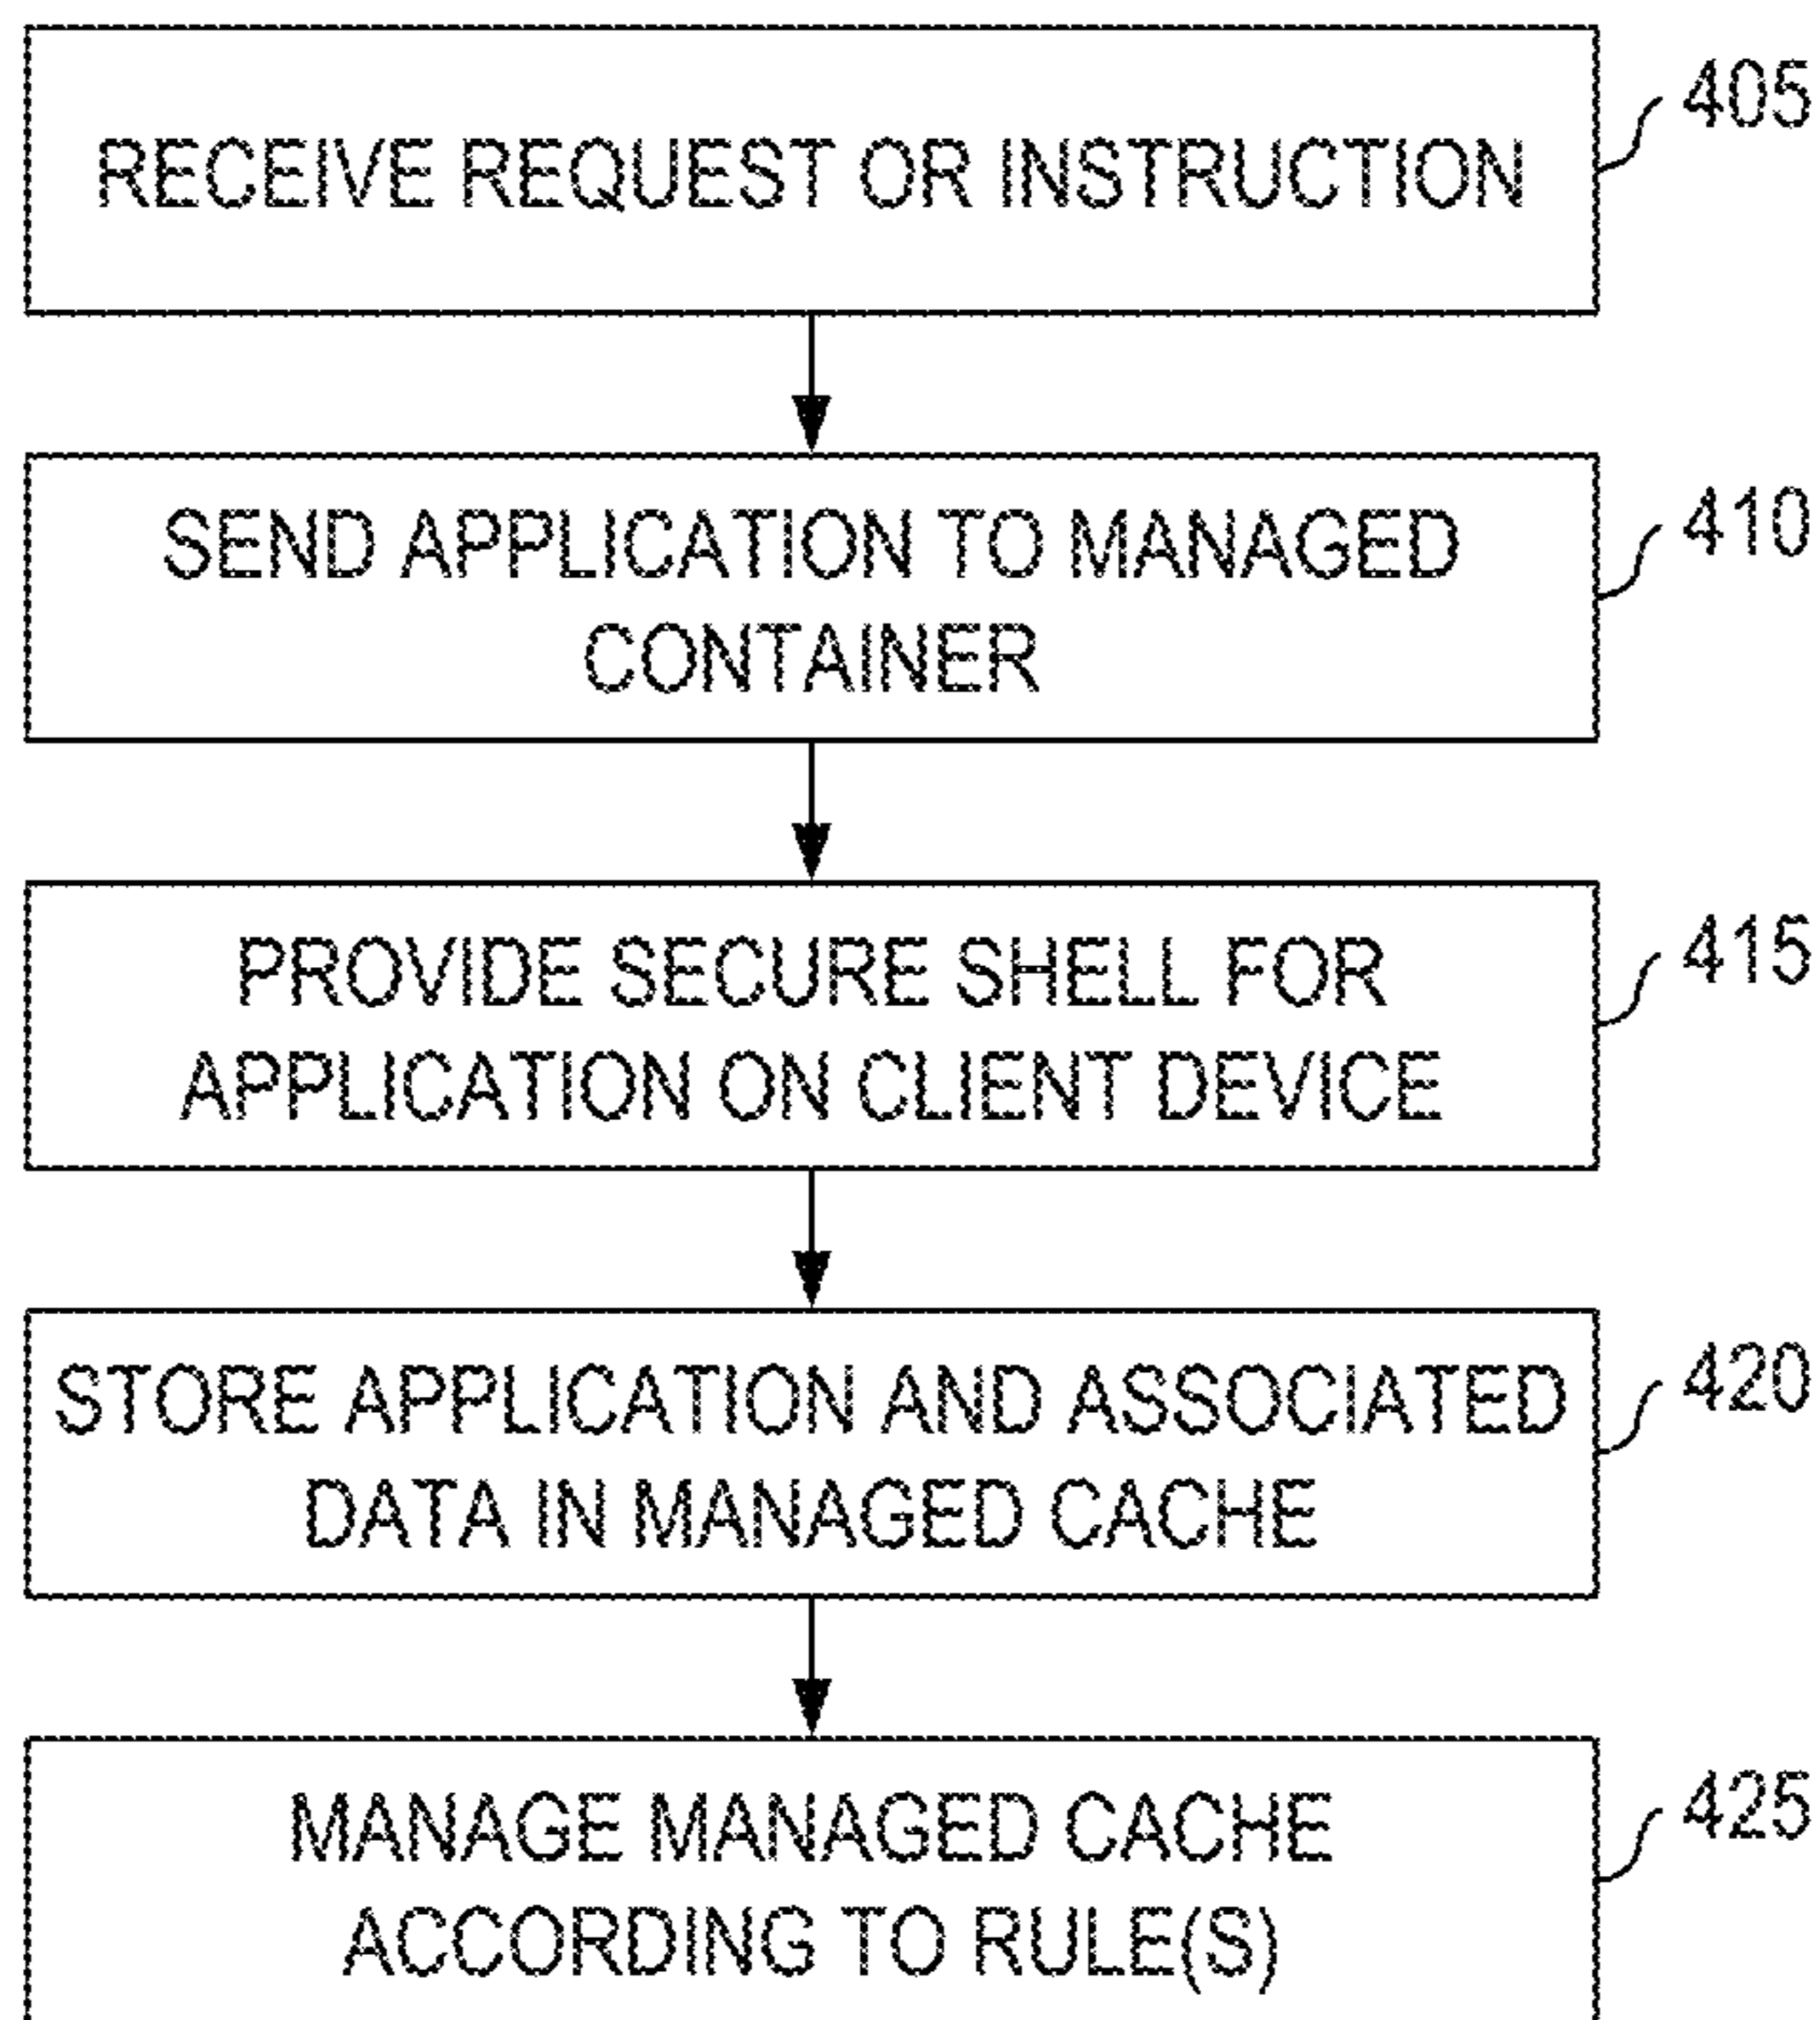 RECEIVE REQUEST OR INSTRUCTION
405
SEND APPLICATION TO MANAGED
CONTAINER
410
PROVIDE SECURE SHELL FOR
APPLICATION ON CLIENT DEVICE
415
STORE APPLICATION AND ASSOCIATED
DATA IN MANAGED CACHE
420
MANAGE MANAGED CACHE
ACCORDING TO RULE(S)
425